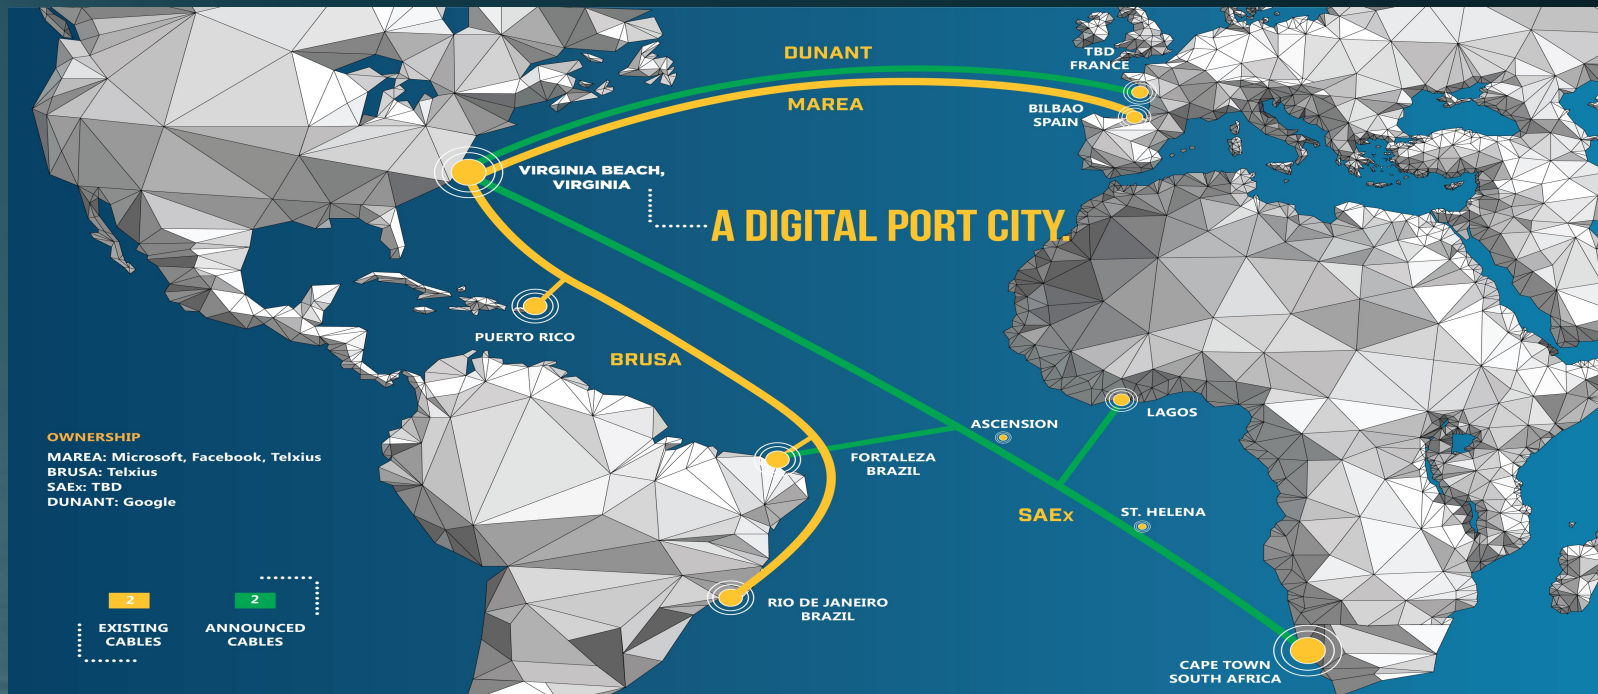 DUNANT
MAREA
TBD
FRANCE
BILBAO
SPAIN
VIRGINIA BEACH,
VIRGINIA
A DIGITAL PORT CITY.
PUERTO RICO
BRUSA
ASCENSION
LAGOS
FORTALEZA
BRAZIL
SAEx
ST. HELENA
RIO DE JANEIRO
BRAZIL
CAPE TOWN
SOUTH AFRICA
OWNERSHIP
MAREA: Microsoft, Facebook, Telxius
BRUSA: Telxius
SAEx: TBD
DUNANT: Google
2
EXISTING
CABLES
2
ANNOUNCED
CABLES